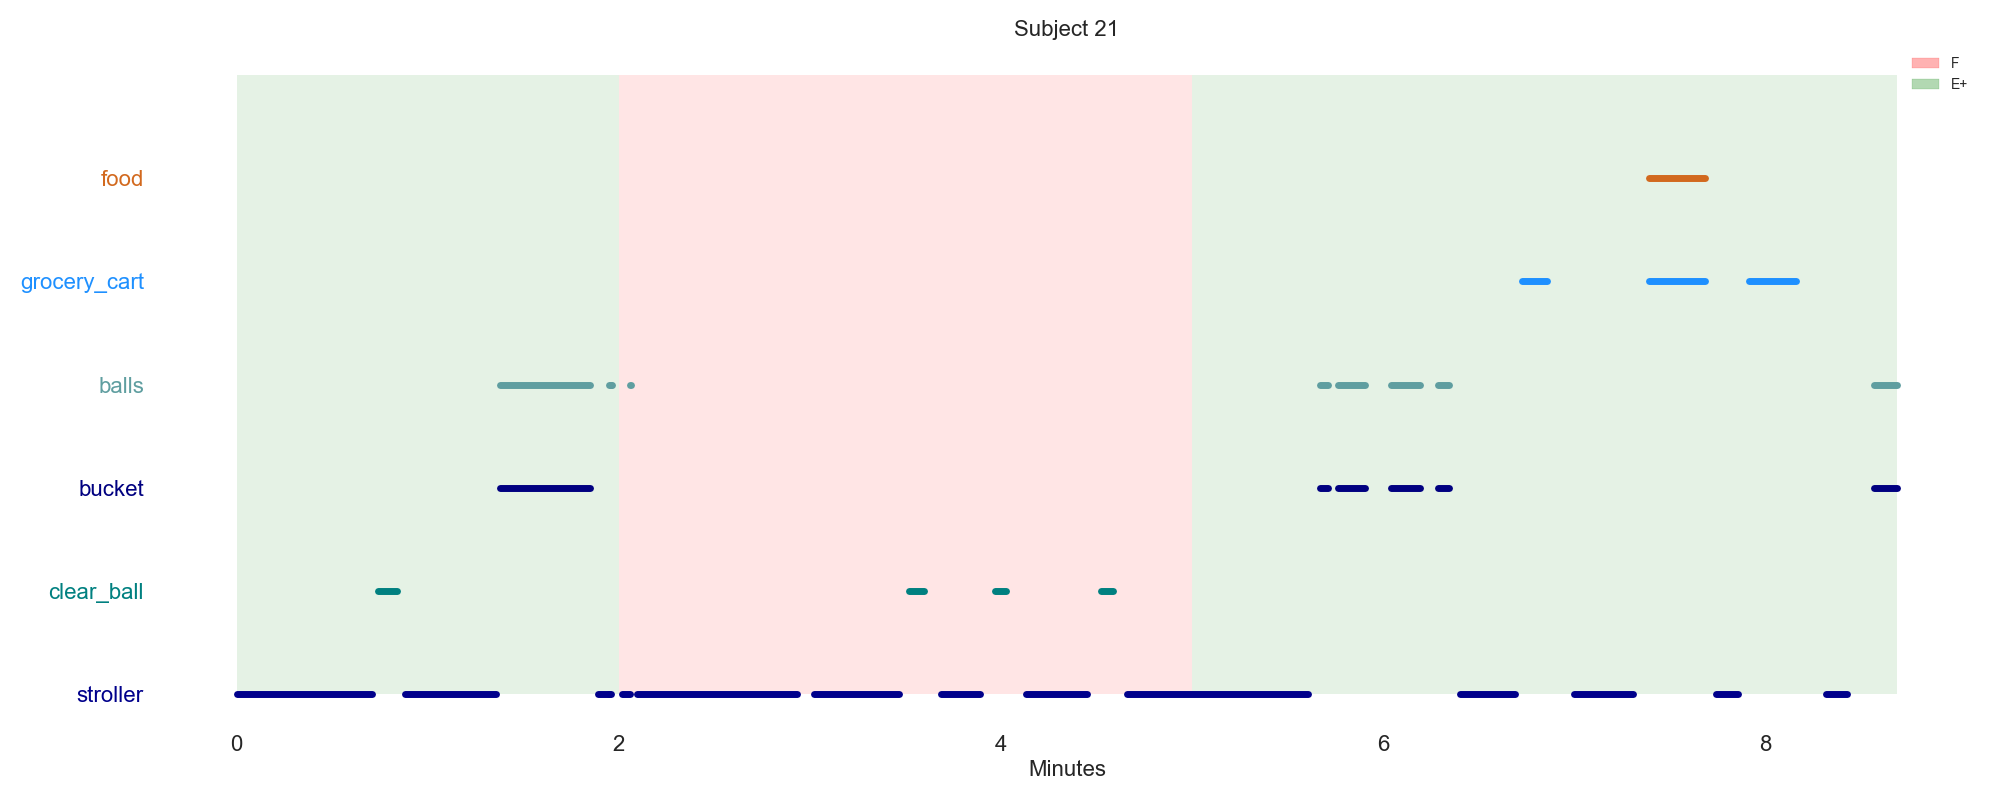 Subject 21
F
E+
food
grocery_cart
balls
bucket
clear_ball
stroller
0 2 4 6 8
Minutes